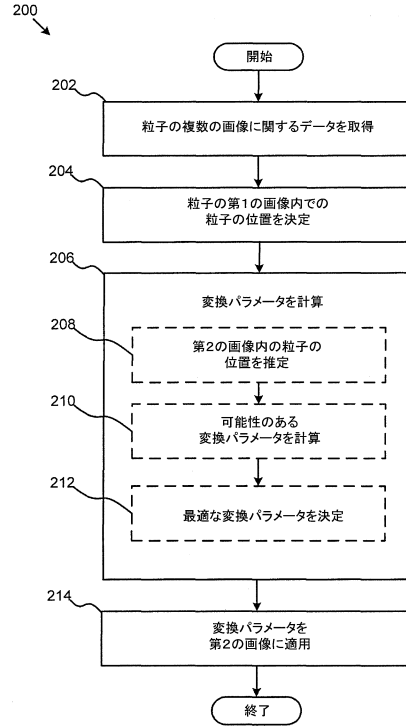 200
開始
202
粒子の複数の画像に関するデータを取得
204
粒子の第1の画像内での
粒子の位置を決定
206
変換パラメータを計算
208
第2の画像内の粒子の
位置を推定
210
可能性のある
変換パラメータを計算
212
最適な変換パラメータを決定
214
変換パラメータを
第2の画像に適用
終了